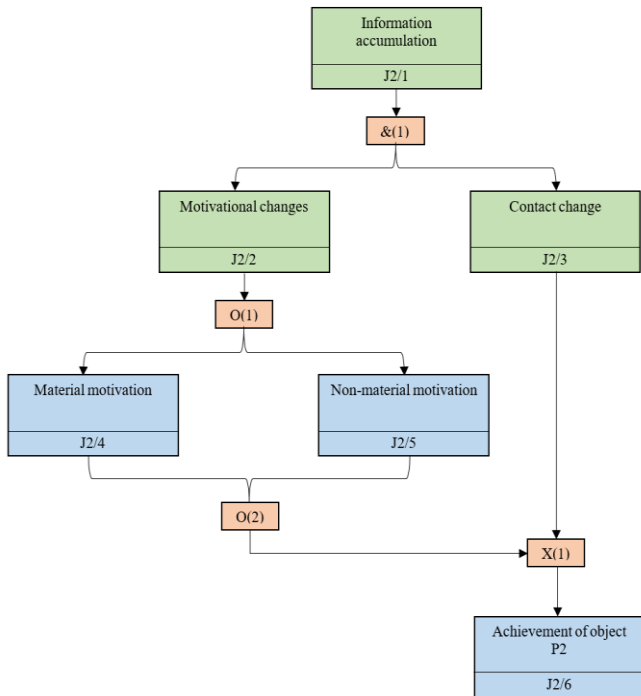 Information
accumulation
J2/1
&(1)
Motivational changes
J2/2
Contact change
J2/3
O(1)
Material motivation
J2/4
Non-material motivation
J2/5
O(2)
X(1)
Achievement of object
P2
J2/6